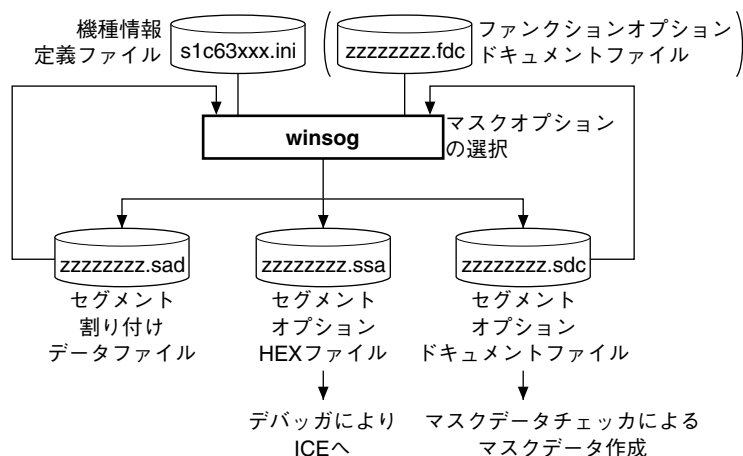 機種情報
定義ファイル
s1c63xxx.ini
zzzzzzzz.fdc
ファンクションオプション
ドキュメントファイル
winsog
マスクオプション
の選択
zzzzzzzz.sad
zzzzzzzz.ssa
zzzzzzzz.sdc
セグメント
割り付け
データファイル
セグメント
オプション
HEXファイル
セグメント
オプション
ドキュメントファイル
デバッガにより
ICEへ
マスクデータチェッカによる
マスクデータ作成